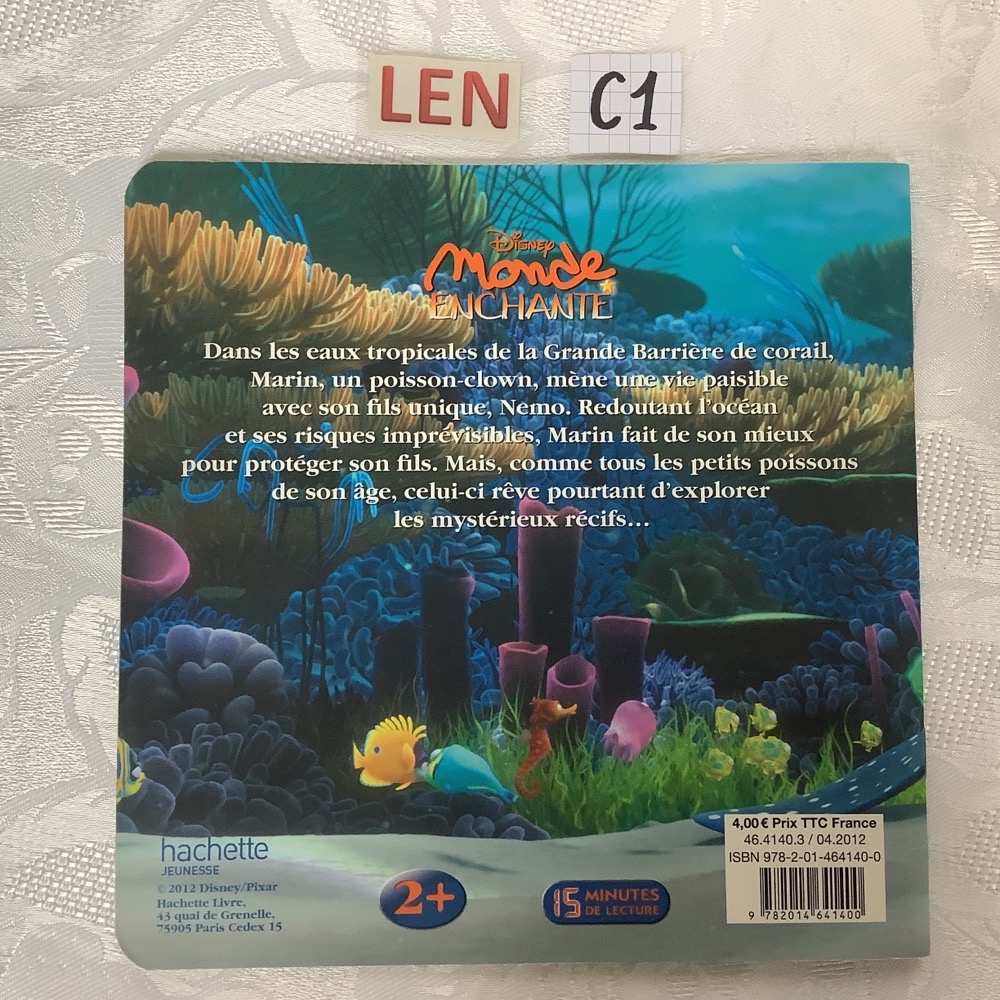 LEN C1
Disney
Monde
ENCHANTÉ
Dans les eaux tropicales de la Grande Barrière de corail,
Marin, un poisson-clown, mène une vie paisible
avec son fils unique, Nemo. Redoutant l'océan
et ses risques imprévisibles, Marin fait de son mieux
pour protéger son fils. Mais, comme tous les petits poissons
de son âge, celui-ci rêve pourtant d'explorer
les mystérieux récifs...
hachette
JEUNESSE
© 2012 Disney/Pixar
Hachette Livre,
43 quai de Grenelle,
75905 Paris Cedex 15
2+
15 MINUTES
DE LECTURE
4,00 € Prix TTC France
46.4140.3 / 04.2012
ISBN 978-2-01-464140-0
9 782014 641400